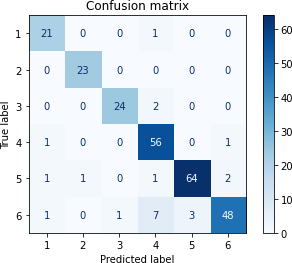 Confusion matrix
True label
1 21 0 0 1 0 0
2 0 23 0 0 0 0
3 0 0 24 2 0 0
4 1 0 0 56 0 1
5 1 1 0 1 64 2
6 1 0 1 7 3 48
1 2 3 4 5 6
Predicted label
60
50
40
30
20
10
0